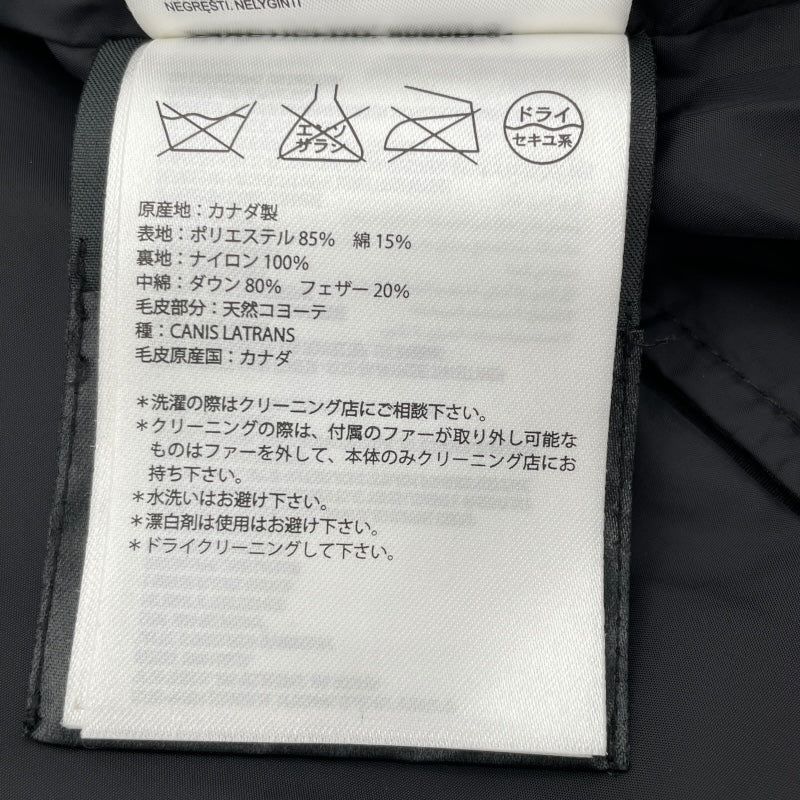 NEGRĘSTI. NELYGINTI
エンソ
サラシ
ドライ
セキユ系
原産地：カナダ製
表地：ポリエステル 85%　綿 15%
裏地：ナイロン 100%
中綿：ダウン 80%　フェザー 20%
毛皮部分：天然コヨーテ
種：CANIS LATRANS
毛皮原産国：カナダ
＊洗濯の際はクリーニング店にご相談下さい。
＊クリーニングの際は、付属のファーが取り外し可能な
ものはファーを外して、本体のみクリーニング店にお
持ち下さい。
＊水洗いはお避け下さい。
＊漂白剤は使用はお避け下さい。
＊ドライクリーニングして下さい。